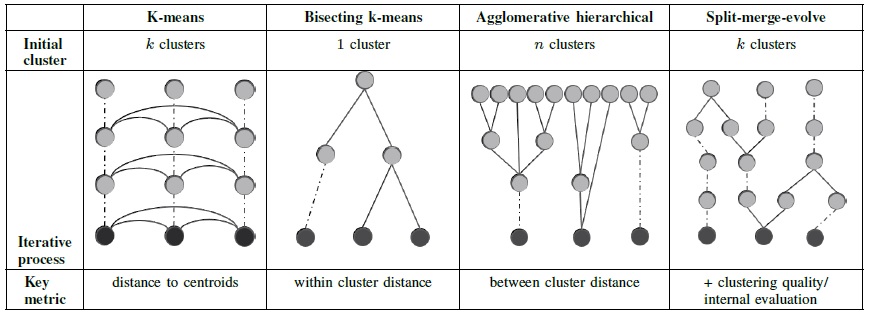 K-means
Bisecting k-means
Agglomerative hierarchical
Split-merge-evolve
Initial
cluster
k clusters
1 cluster
n clusters
k clusters
Iterative
process
Key
metric
distance to centroids
within cluster distance
between cluster distance
+ clustering quality/
internal evaluation